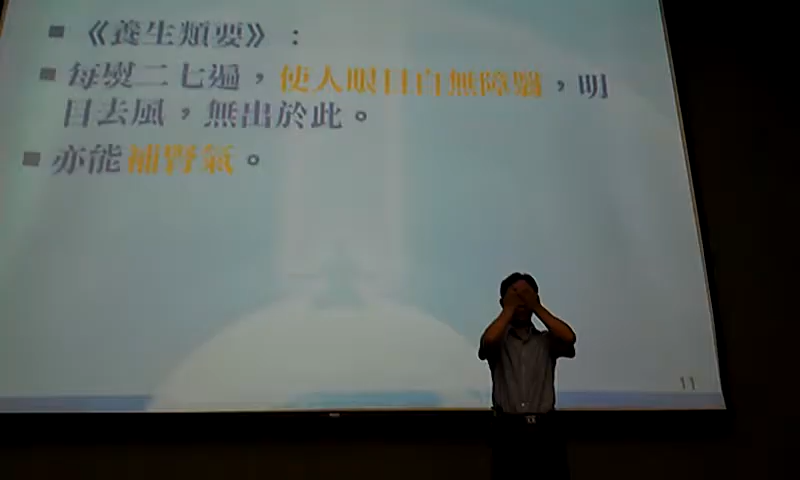 ■ 《養生類要》：
■ 每熨二七遍，使人眼目自無障翳，明
目去風，無出於此。
■ 亦能補腎氣。
11